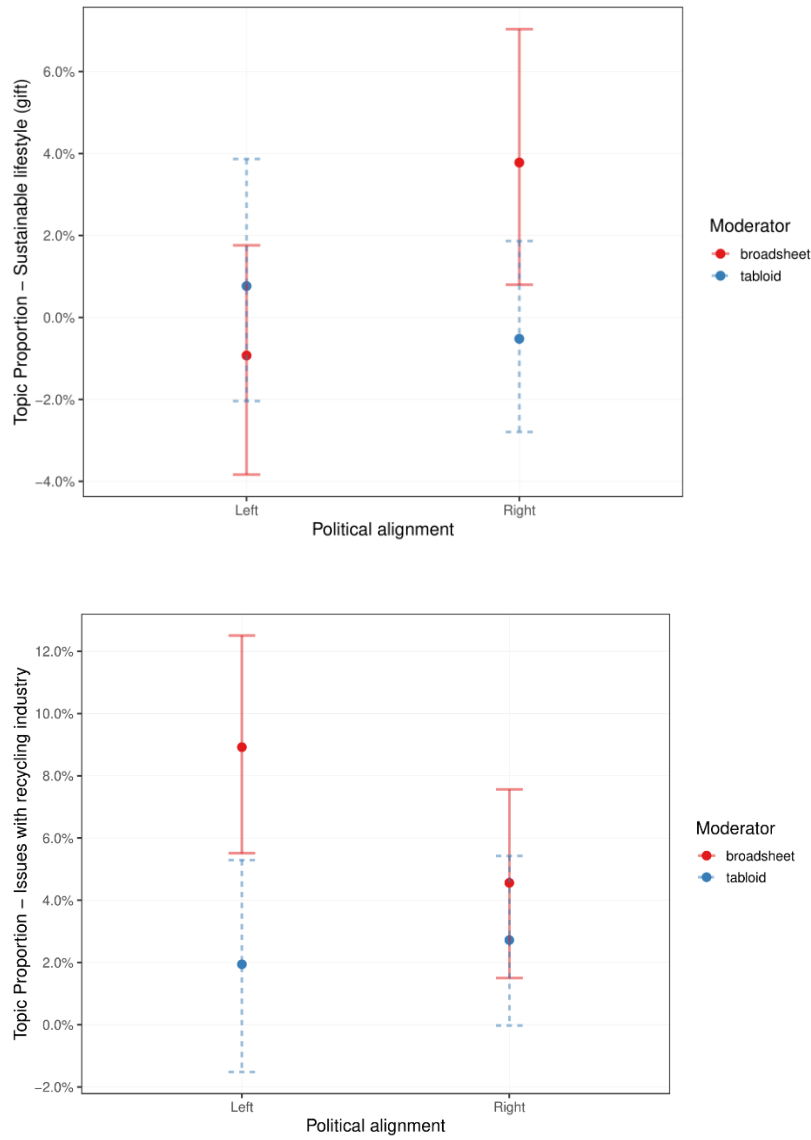 Topic Proportion – Sustainable lifestyle (gift)
6.0%
4.0%
2.0%
0.0%
−2.0%
−4.0%
Left
Right
Political alignment
Moderator
broadsheet
tabloid
Topic Proportion – Issues with recycling industry
12.0%
10.0%
8.0%
6.0%
4.0%
2.0%
0.0%
−2.0%
Left
Right
Political alignment
Moderator
broadsheet
tabloid